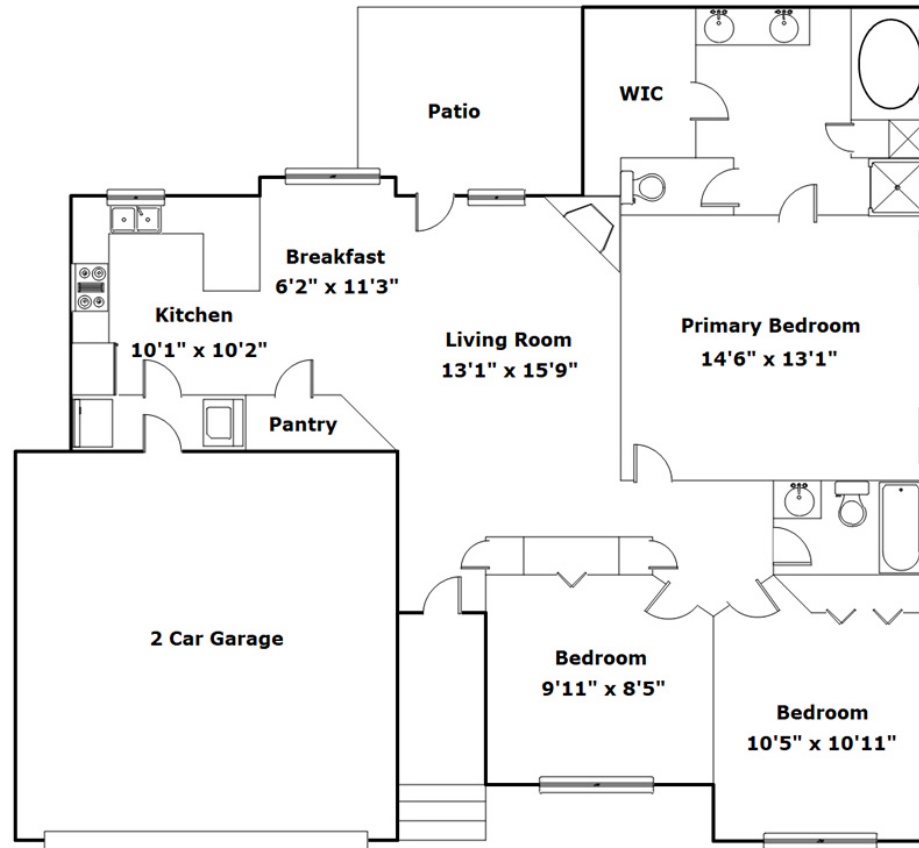 Patio
WIC
Breakfast
6'2" x 11'3"
Kitchen
10'1" x 10'2"
Living Room
13'1" x 15'9"
Primary Bedroom
14'6" x 13'1"
Pantry
2 Car Garage
Bedroom
9'11" x 8'5"
Bedroom
10'5" x 10'11"